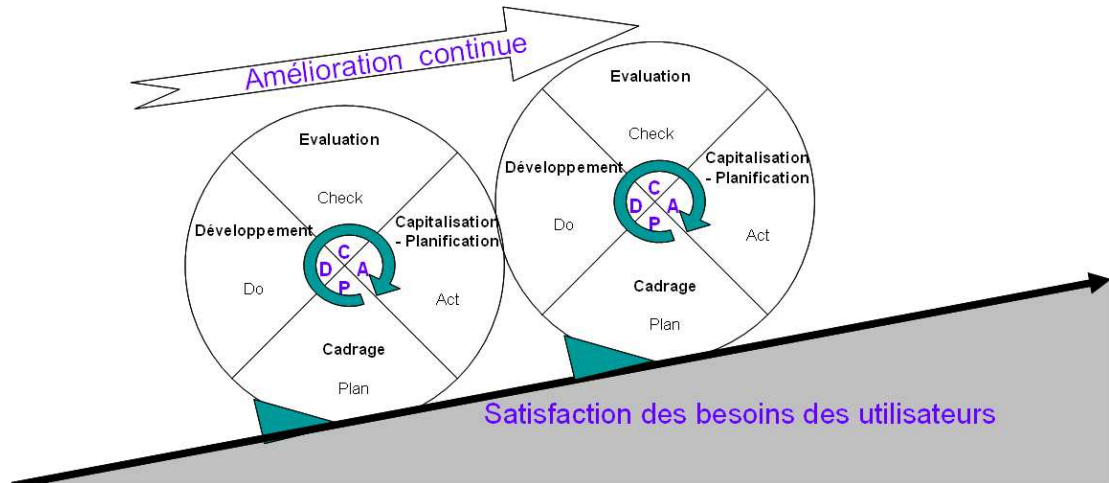 Amélioration continue
Evaluation
Check
Développement
Capitalisation
- Planification
C
D A
P
Do
Act
Cadrage
Plan
Evaluation
Check
Développement
Capitalisation
- Planification
C
D A
P
Do
Act
Cadrage
Plan
Satisfaction des besoins des utilisateurs